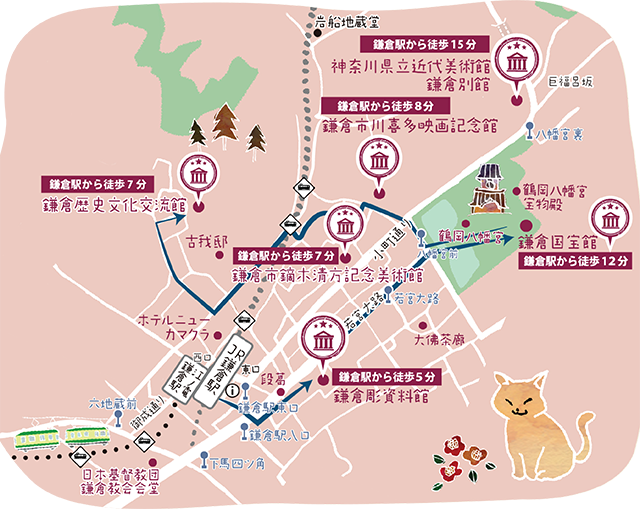 岩船地蔵堂
鎌倉駅から徒歩15分
神奈川県立近代美術館
鎌倉別館
巨福呂坂
鎌倉駅から徒歩8分
鎌倉市川喜多映画記念館
八幡宮裏
鎌倉駅から徒歩7分
鎌倉歴史文化交流館
鶴岡八幡宮
宝物殿
小町通り
鶴岡八幡宮
鎌倉国宝館
古我邸
八幡宮前
鎌倉駅から徒歩7分
鎌倉市鏑木清方記念美術館
鎌倉駅から徒歩12分
若宮大路
若宮大路
ホテルニュー
カマクラ
大佛茶廊
西口
JR鎌倉駅
江ノ電
鎌倉駅
東口
段葛
鎌倉駅から徒歩5分
鎌倉彫資料館
六地蔵前
御成通り
鎌倉駅東口
鎌倉駅入口
下馬四ツ角
日本基督教団
鎌倉教会会堂